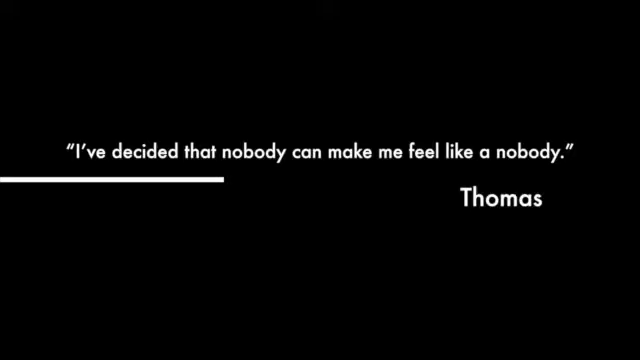 “I’ve decided that nobody can make me feel like a nobody.”
Thomas